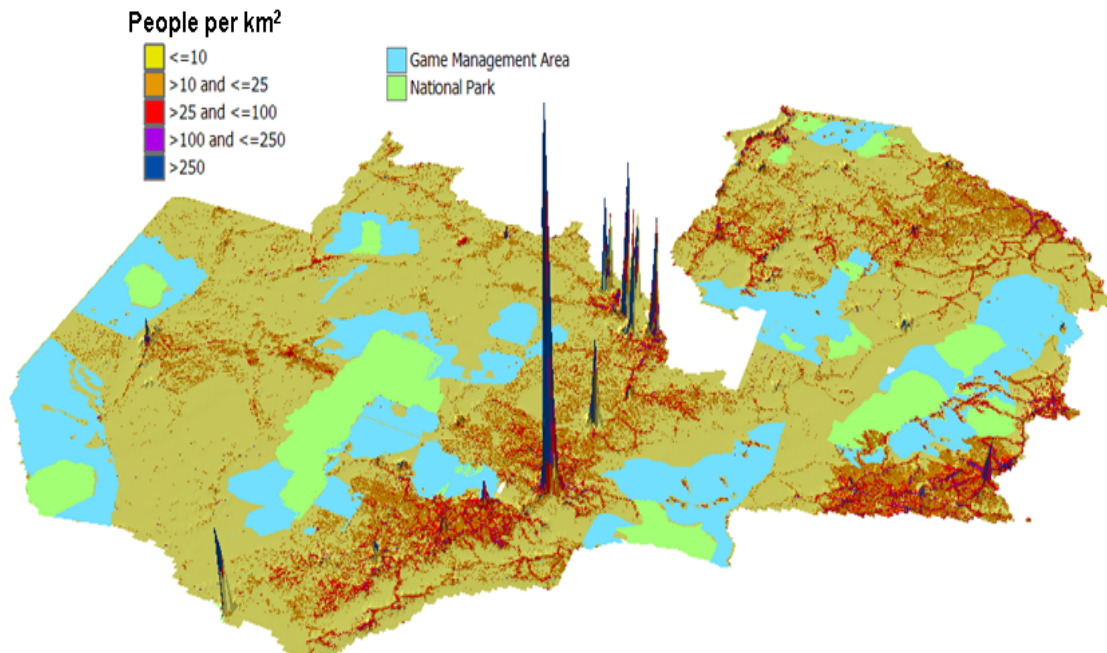 People per km²
<=10
>10 and <=25
>25 and <=100
>100 and <=250
>250
Game Management Area
National Park